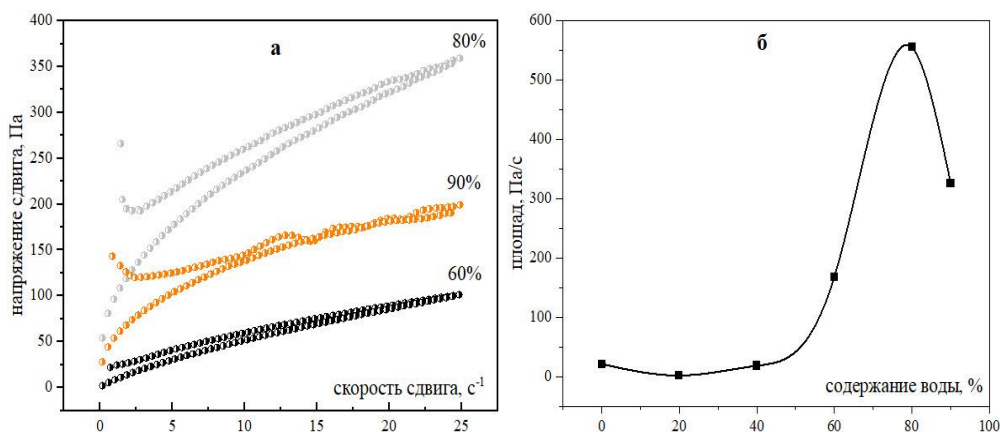 400
350
300
250
200
150
100
50
0
напряжение сдвига, Па
а
80%
90%
60%
скорость сдвига, с-1
0 5 10 15 20 25
600
500
400
300
200
100
0
площад, Па/с
б
содержание воды, %
0 20 40 60 80 100